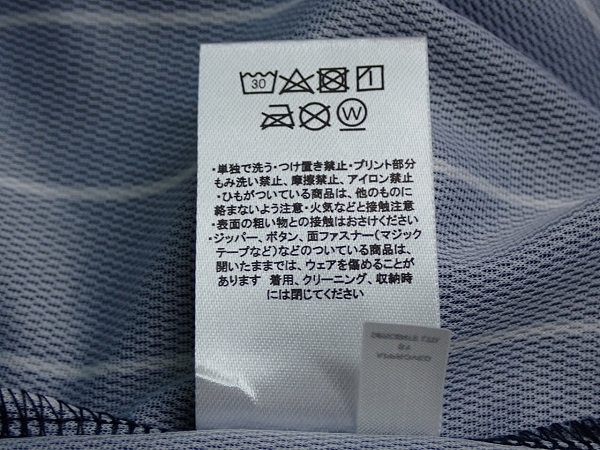 30
W
・単独で洗う・つけ置き禁止・プリント部分
もみ洗い禁止、摩擦禁止、アイロン禁止
・ひもがついている商品は、他のものに
絡まないよう注意・火気などと接触注意
・表面の粗い物との接触はおさけください
・ジッパー、ボタン、面ファスナー(マジック
テープなど)などのついている商品は、
開いたままでは、ウェアを傷めることが
あります　着用、クリーニング、収納時
には閉じてください